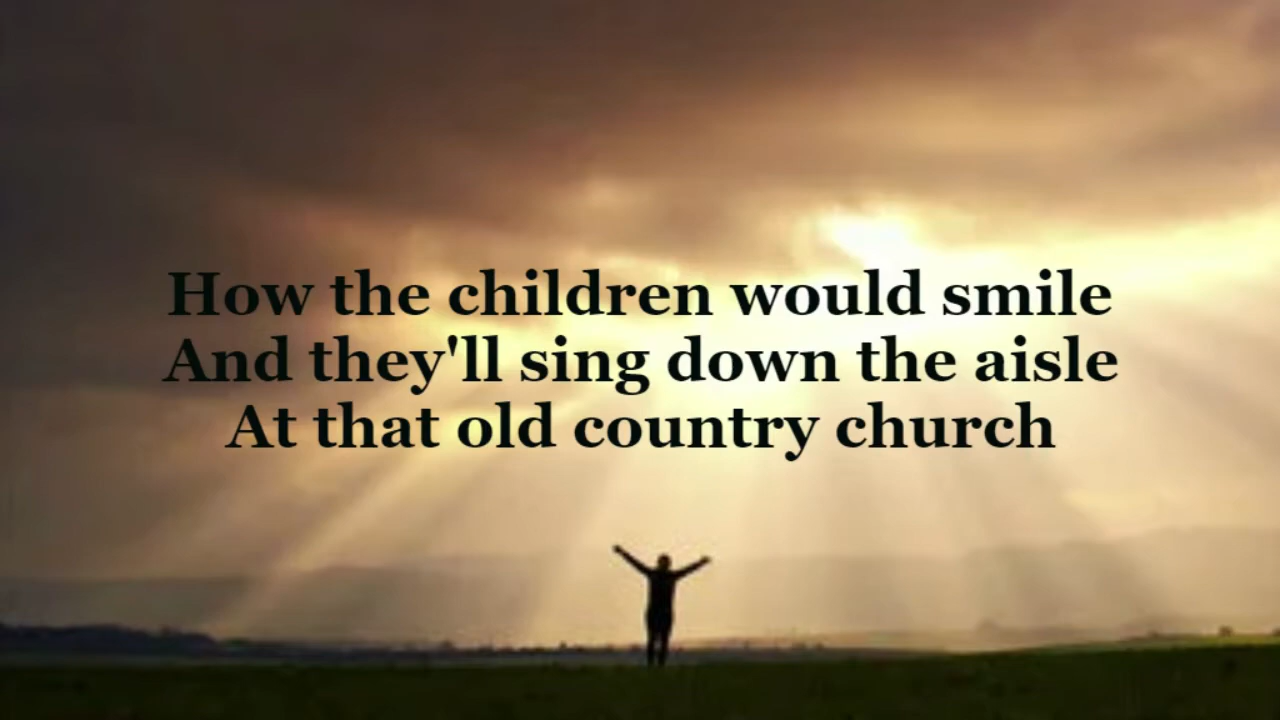 How the children would smile
And they'll sing down the aisle
At that old country church